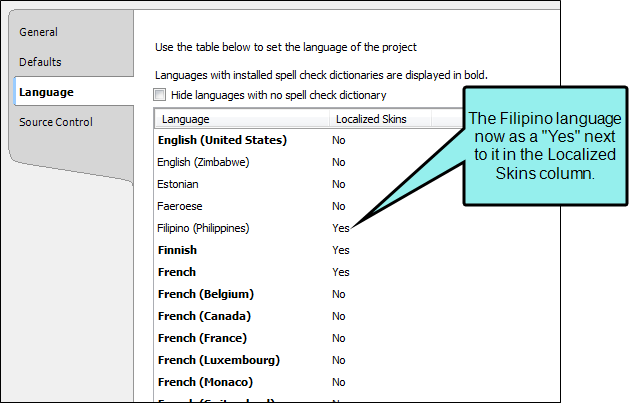 General
Defaults
Language
Source Control
Use the table below to set the language of the project
Languages with installed spell check dictionaries are displayed in bold.
Hide languages with no spell check dictionary
Language Localized Skins
English (United States) No
English (Zimbabwe) No
Estonian No
Faeroese No
Filipino (Philippines) Yes
Finnish Yes
French Yes
French (Belgium) No
French (Canada) No
French (France) No
French (Luxembourg) No
French (Monaco) No
The Filipino language
now as a "Yes" next
to it in the Localized
Skins column.